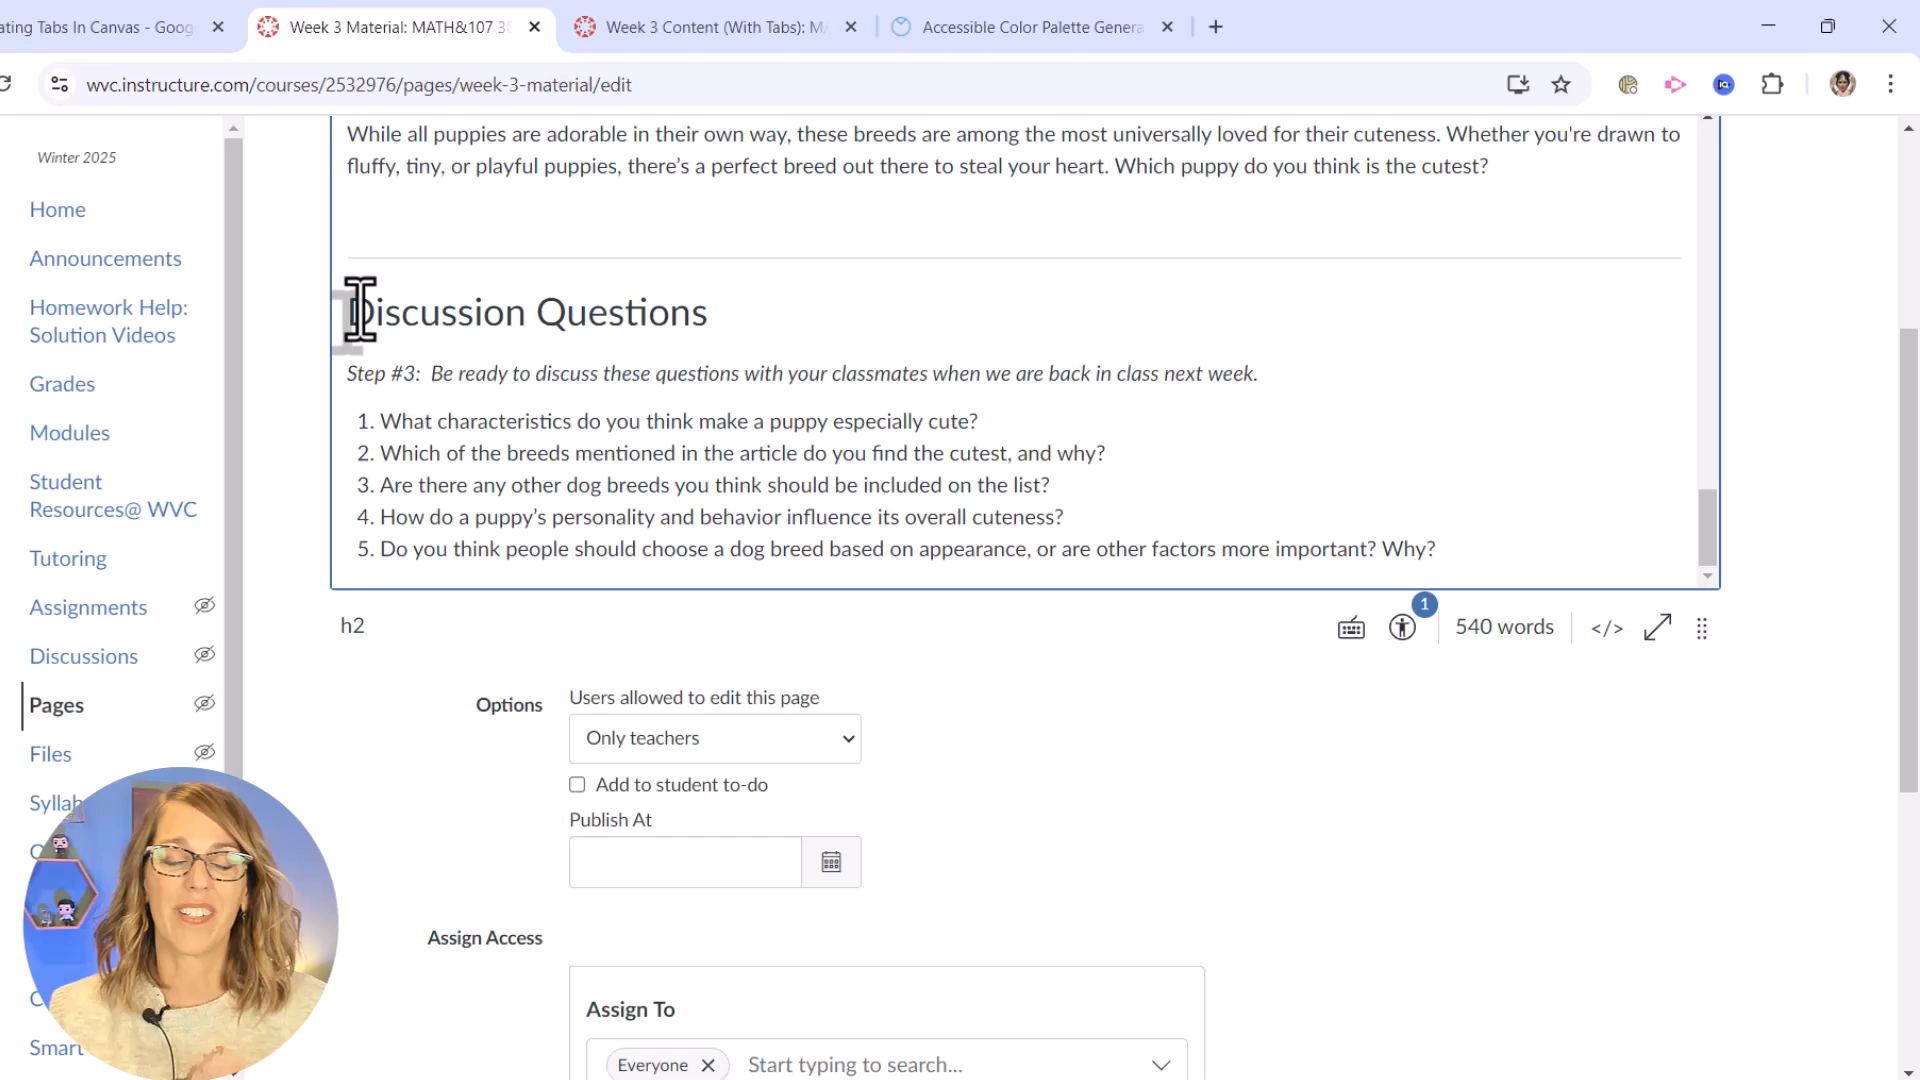 ating Tabs In Canvas - Goog
Week 3 Material: MATH&107 38
Week 3 Content (With Tabs): MA
Accessible Color Palette Genera
wvc.instructure.com/courses/2532976/pages/week-3-material/edit
Winter 2025
Home
Announcements
Homework Help:
Solution Videos
Grades
Modules
Student
Resources@ WVC
Tutoring
Assignments
Discussions
Pages
Files
Syllab
Smart
While all puppies are adorable in their own way, these breeds are among the most universally loved for their cuteness. Whether you're drawn to
fluffy, tiny, or playful puppies, there’s a perfect breed out there to steal your heart. Which puppy do you think is the cutest?
Discussion Questions
Step #3: Be ready to discuss these questions with your classmates when we are back in class next week.
1. What characteristics do you think make a puppy especially cute?
2. Which of the breeds mentioned in the article do you find the cutest, and why?
3. Are there any other dog breeds you think should be included on the list?
4. How do a puppy’s personality and behavior influence its overall cuteness?
5. Do you think people should choose a dog breed based on appearance, or are other factors more important? Why?
h2
1
540 words
</>
Options
Users allowed to edit this page
Only teachers
Add to student to-do
Publish At
Assign Access
Assign To
Everyone
Start typing to search...